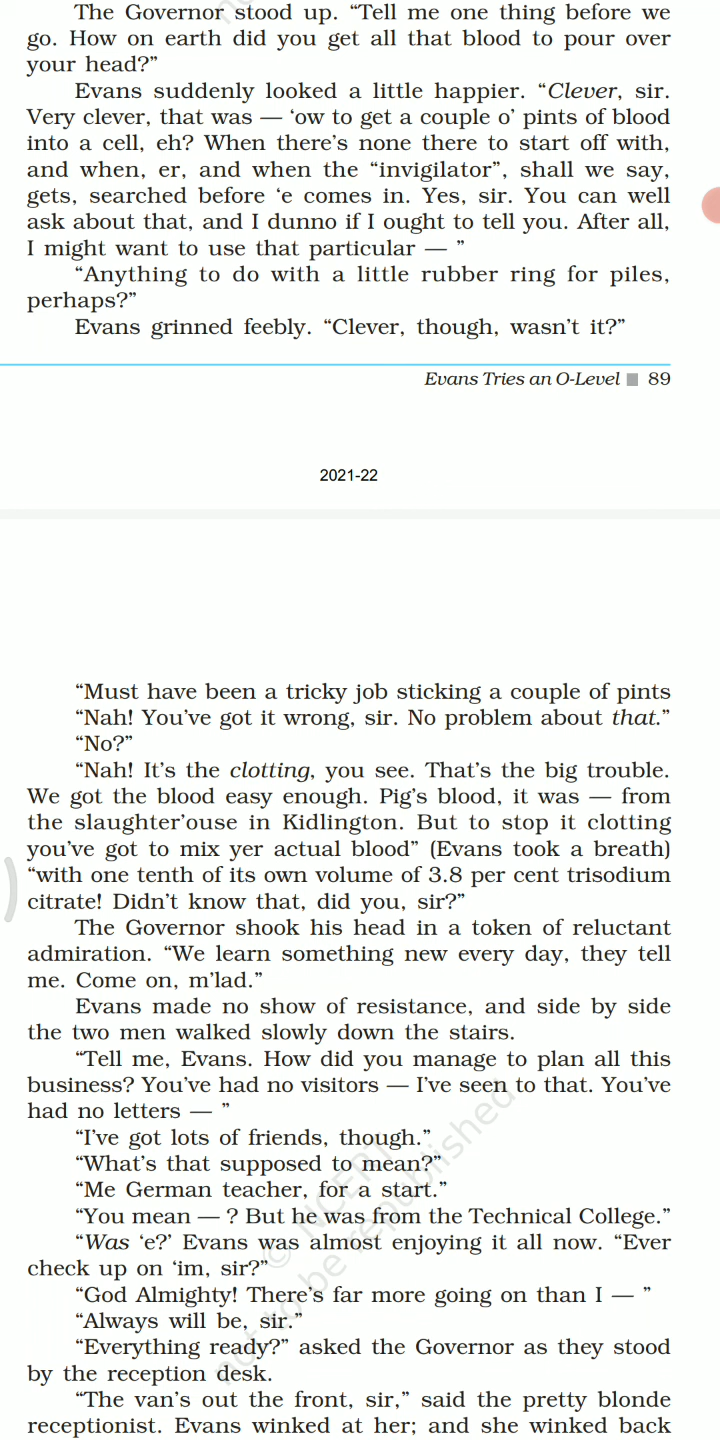 The Governor stood up. “Tell me one thing before we
go. How on earth did you get all that blood to pour over
your head?”
Evans suddenly looked a little happier. “Clever, sir.
Very clever, that was — ‘ow to get a couple o’ pints of blood
into a cell, eh? When there’s none there to start off with,
and when, er, and when the “invigilator”, shall we say,
gets, searched before ‘e comes in. Yes, sir. You can well
ask about that, and I dunno if I ought to tell you. After all,
I might want to use that particular — ”
“Anything to do with a little rubber ring for piles,
perhaps?”
Evans grinned feebly. “Clever, though, wasn’t it?”
Evans Tries an O-Level ■ 89
2021-22
“Must have been a tricky job sticking a couple of pints
“Nah! You’ve got it wrong, sir. No problem about that.”
“No?”
“Nah! It’s the clotting, you see. That’s the big trouble.
We got the blood easy enough. Pig’s blood, it was — from
the slaughter’ouse in Kidlington. But to stop it clotting
you’ve got to mix yer actual blood” (Evans took a breath)
“with one tenth of its own volume of 3.8 per cent trisodium
citrate! Didn’t know that, did you, sir?”
The Governor shook his head in a token of reluctant
admiration. “We learn something new every day, they tell
me. Come on, m’lad.”
Evans made no show of resistance, and side by side
the two men walked slowly down the stairs.
“Tell me, Evans. How did you manage to plan all this
business? You’ve had no visitors — I’ve seen to that. You’ve
had no letters — ”
“I’ve got lots of friends, though.”
“What’s that supposed to mean?”
“Me German teacher, for a start.”
“You mean — ? But he was from the Technical College.”
“Was ‘e?’ Evans was almost enjoying it all now. “Ever
check up on ‘im, sir?”
“God Almighty! There’s far more going on than I — ”
“Always will be, sir.”
“Everything ready?” asked the Governor as they stood
by the reception desk.
“The van’s out the front, sir,” said the pretty blonde
receptionist. Evans winked at her; and she winked back
© NCERT
not to be republished